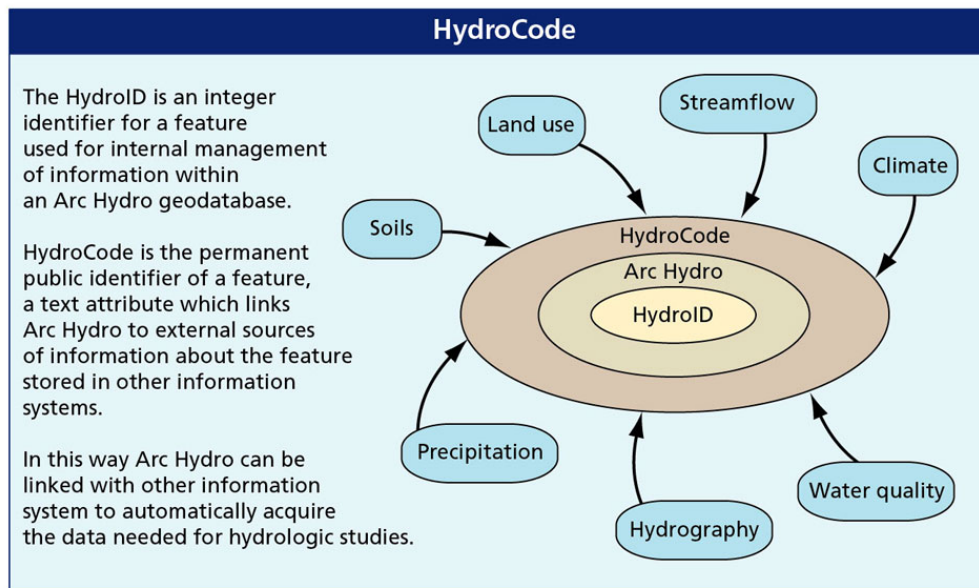 HydroCode
The HydroID is an integer
identifier for a feature
used for internal management
of information within
an Arc Hydro geodatabase.
HydroCode is the permanent
public identifier of a feature,
a text attribute which links
Arc Hydro to external sources
of information about the feature
stored in other information
systems.
In this way Arc Hydro can be
linked with other information
system to automatically acquire
the data needed for hydrologic studies.
Streamflow
Land use
Climate
Soils
HydroCode
Arc Hydro
HydroID
Precipitation
Water quality
Hydrography